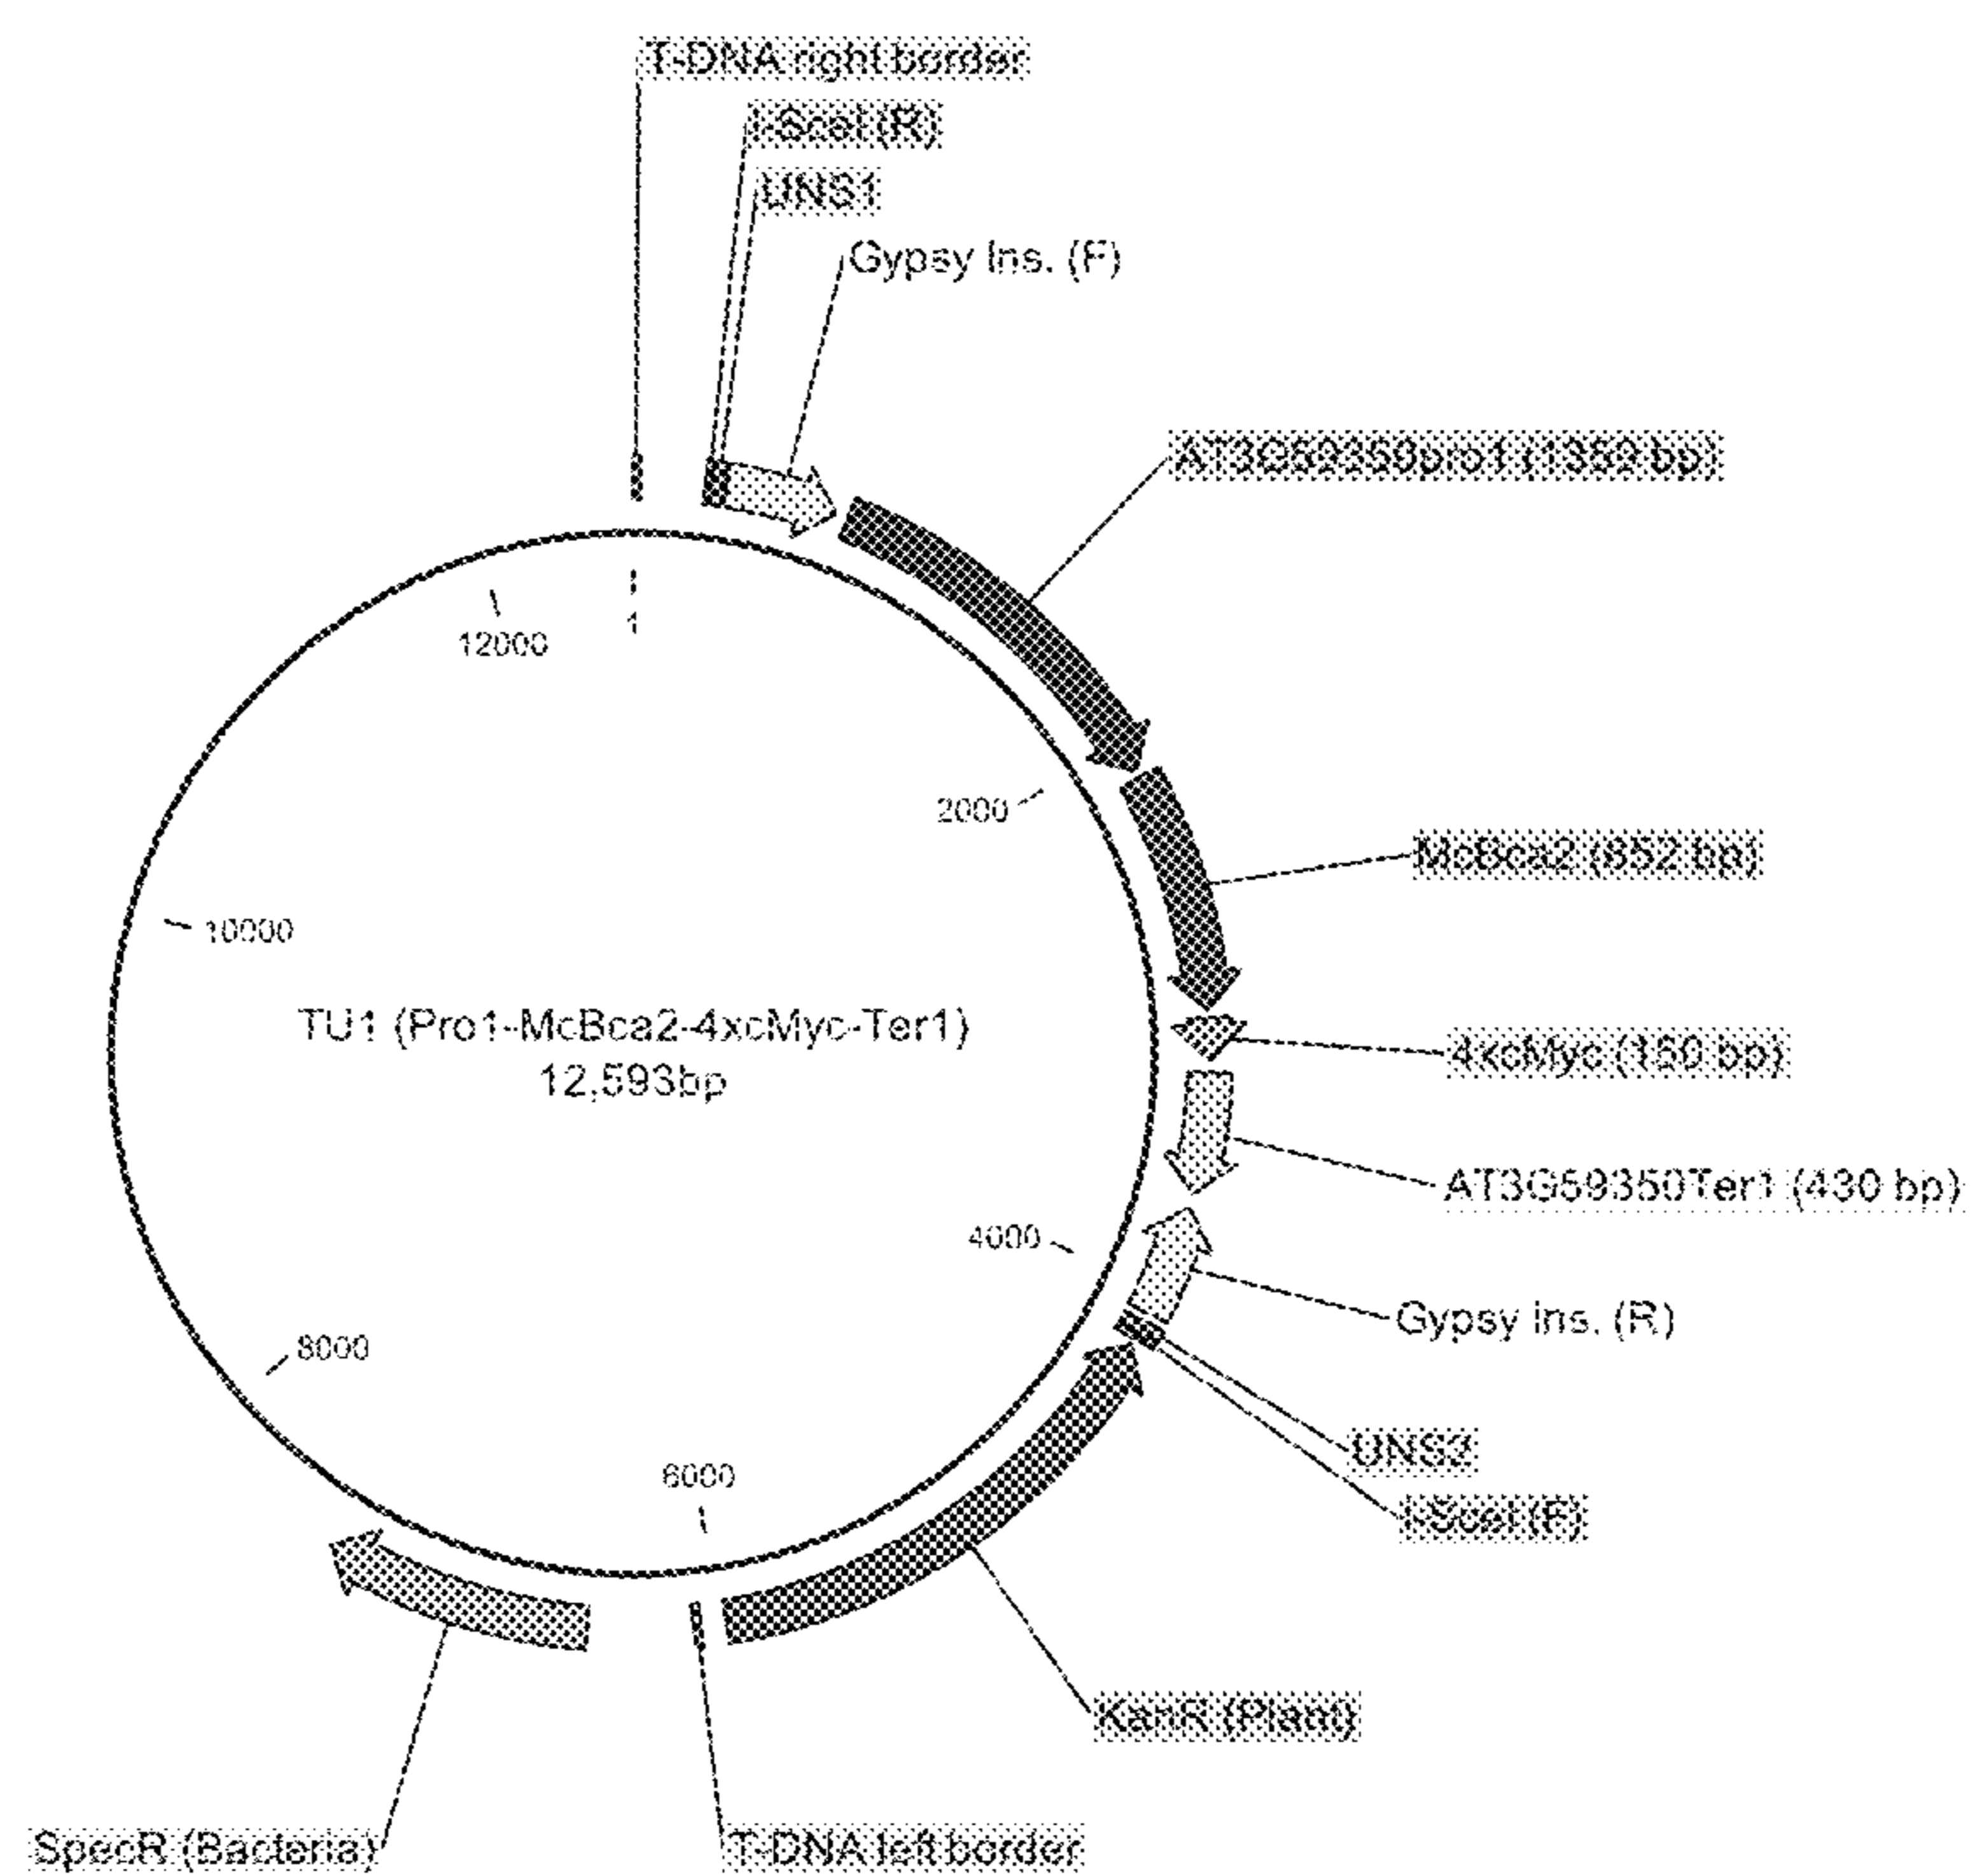 T-DNA right border
I-SceI (R)
UNS1
Gypsy Ins. (F)
AT3G59350pro1 (1352 bp)
12000
1
2000
McBca2 (852 bp)
10000
TU1 (Pro1-McBca2-4xcMyc-Ter1)
12,593bp
4xcMyc (150 bp)
AT3G59350Ter1 (430 bp)
4000
Gypsy Ins. (R)
8000
UNS2
6000
I-SceI (F)
KanR (Plant)
SpecR (Bacteria)
T-DNA left border